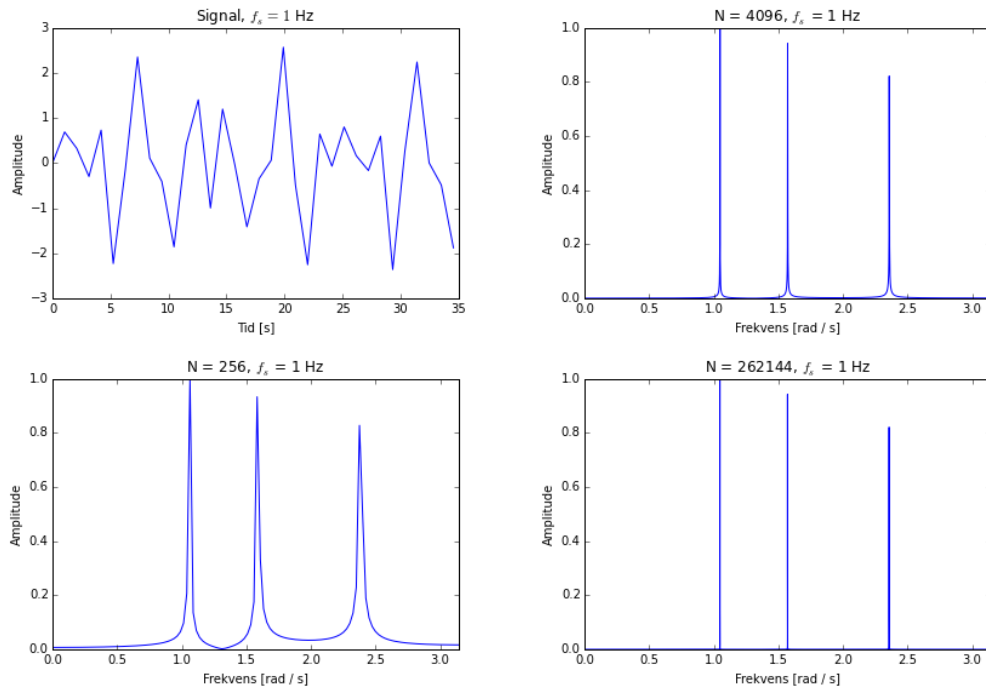 Signal, f_s = 1 Hz
Amplitude
3
2
1
0
−1
−2
−3
0 5 10 15 20 25 30 35
Tid [s]
N = 4096, f_s = 1 Hz
Amplitude
1.0
0.8
0.6
0.4
0.2
0.0
0.0 0.5 1.0 1.5 2.0 2.5 3.0
Frekvens [rad / s]
N = 256, f_s = 1 Hz
Amplitude
1.0
0.8
0.6
0.4
0.2
0.0
0.0 0.5 1.0 1.5 2.0 2.5 3.0
Frekvens [rad / s]
N = 262144, f_s = 1 Hz
Amplitude
1.0
0.8
0.6
0.4
0.2
0.0
0.0 0.5 1.0 1.5 2.0 2.5 3.0
Frekvens [rad / s]